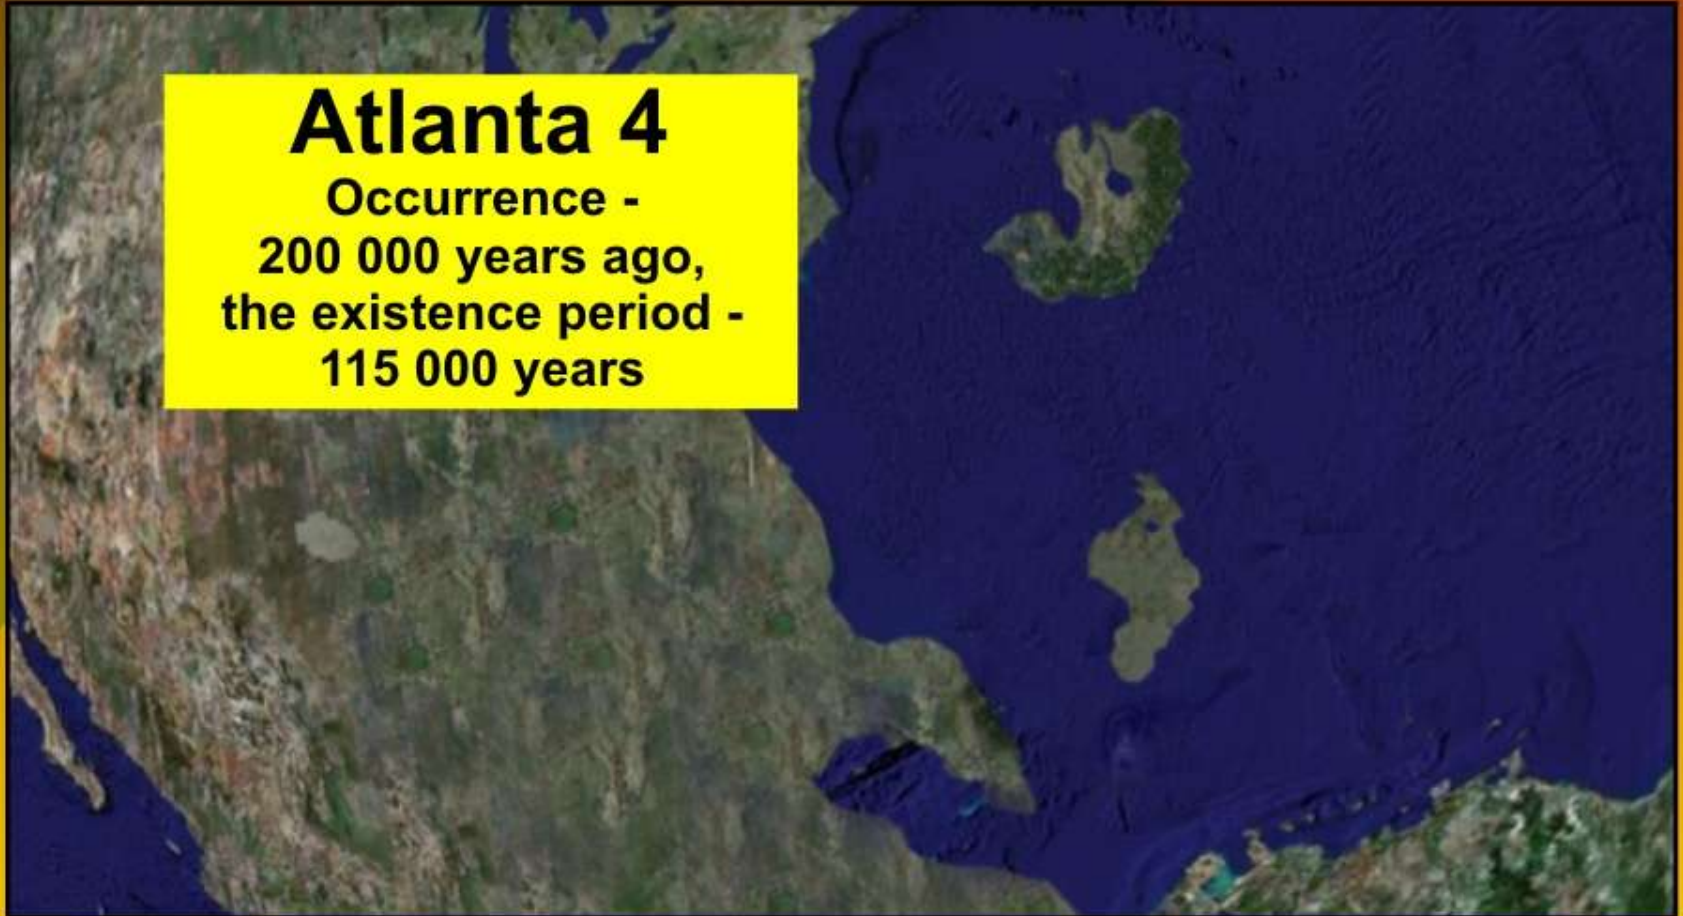 Atlanta 4
Occurrence -
200 000 years ago,
the existence period -
115 000 years